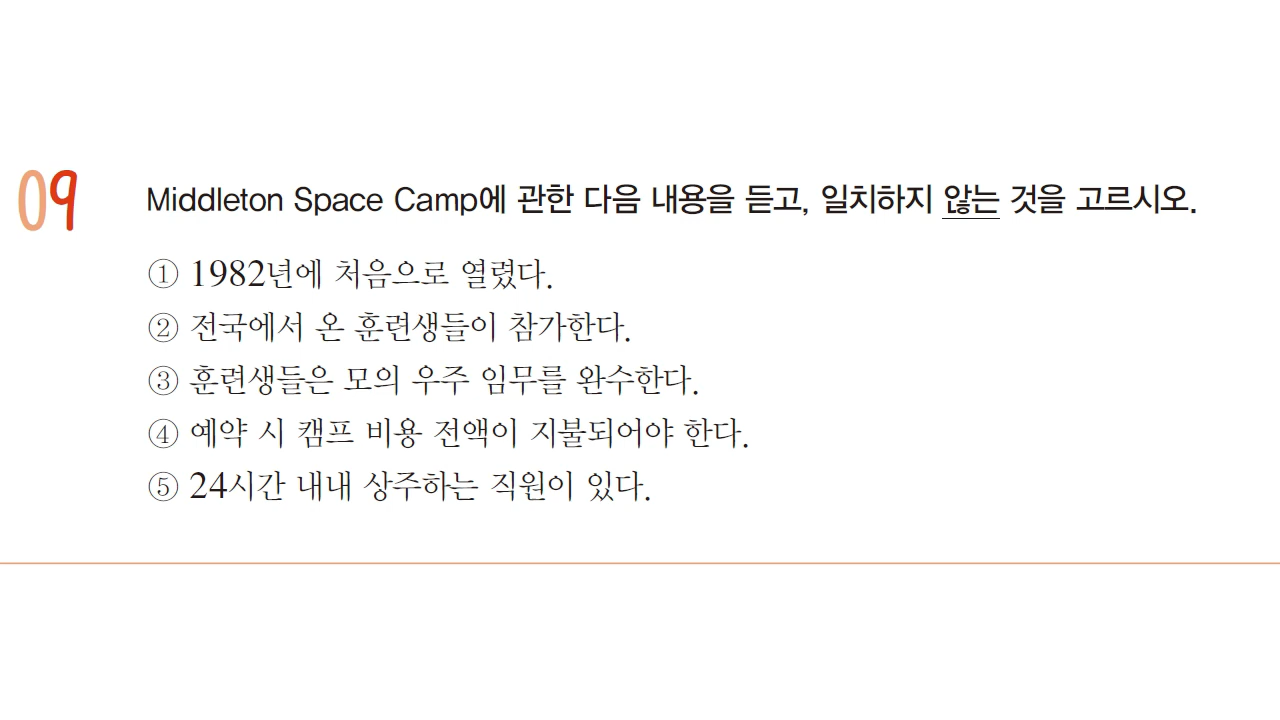 09 Middleton Space Camp에 관한 다음 내용을 듣고, 일치하지 않는 것을 고르시오.
① 1982년에 처음으로 열렸다.
② 전국에서 온 훈련생들이 참가한다.
③ 훈련생들은 모의 우주 임무를 완수한다.
④ 예약 시 캠프 비용 전액이 지불되어야 한다.
⑤ 24시간 내내 상주하는 직원이 있다.